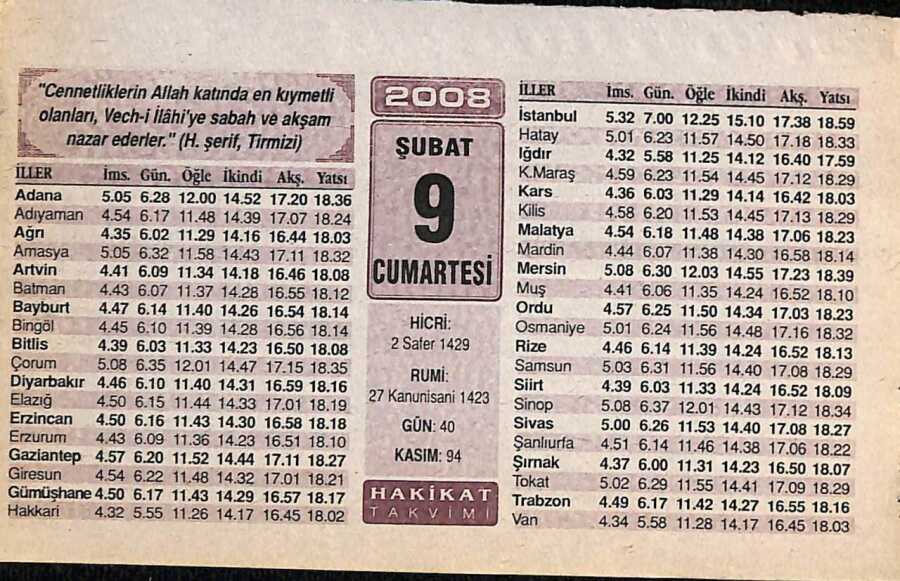 "Cennetliklerin Allah katında en kıymetli
olanları, Vech-i İlâhi'ye sabah ve akşam
nazar ederler." (H. şerif, Tirmizi)
İLLER İms. Gün. Öğle İkindi Akş. Yatsı
Adana 5.05 6.28 12.00 14.52 17.20 18.36
Adıyaman 4.54 6.17 11.48 14.39 17.07 18.24
Ağrı 4.35 6.02 11.29 14.16 16.44 18.03
Amasya 5.05 6.32 11.58 14.43 17.11 18.32
Artvin 4.41 6.09 11.34 14.18 16.46 18.08
Batman 4.43 6.07 11.37 14.28 16.55 18.12
Bayburt 4.47 6.14 11.40 14.26 16.54 18.14
Bingöl 4.45 6.10 11.39 14.28 16.56 18.14
Bitlis 4.39 6.03 11.33 14.23 16.50 18.08
Çorum 5.08 6.35 12.01 14.47 17.15 18.35
Diyarbakır 4.46 6.10 11.40 14.31 16.59 18.16
Elazığ 4.50 6.15 11.44 14.33 17.01 18.19
Erzincan 4.50 6.16 11.43 14.30 16.58 18.18
Erzurum 4.43 6.09 11.36 14.23 16.51 18.10
Gaziantep 4.57 6.20 11.52 14.44 17.11 18.27
Giresun 4.54 6.22 11.48 14.32 17.01 18.21
Gümüşhane 4.50 6.17 11.43 14.29 16.57 18.17
Hakkari 4.32 5.55 11.26 14.17 16.45 18.02
2008
ŞUBAT
9
CUMARTESİ
HİCRİ:
2 Safer 1429
RUMİ:
27 Kanunisani 1423
GÜN: 40
KASIM: 94
HAKİKAT
TAKVİMİ
İLLER İms. Gün. Öğle İkindi Akş. Yatsı
İstanbul 5.32 7.00 12.25 15.10 17.38 18.59
Hatay 5.01 6.23 11.57 14.50 17.18 18.33
Iğdır 4.32 5.58 11.25 14.12 16.40 17.59
K.Maraş 4.59 6.23 11.54 14.45 17.12 18.29
Kars 4.36 6.03 11.29 14.14 16.42 18.03
Kilis 4.58 6.20 11.53 14.45 17.13 18.29
Malatya 4.54 6.18 11.48 14.38 17.06 18.23
Mardin 4.44 6.07 11.38 14.30 16.58 18.14
Mersin 5.08 6.30 12.03 14.55 17.23 18.39
Muş 4.41 6.06 11.35 14.24 16.52 18.10
Ordu 4.57 6.25 11.50 14.34 17.03 18.23
Osmaniye 5.01 6.24 11.56 14.48 17.16 18.32
Rize 4.46 6.14 11.39 14.24 16.52 18.13
Samsun 5.03 6.31 11.56 14.40 17.08 18.29
Siirt 4.39 6.03 11.33 14.24 16.52 18.09
Sinop 5.08 6.37 12.01 14.43 17.12 18.34
Sivas 5.00 6.26 11.53 14.40 17.08 18.27
Şanlıurfa 4.51 6.14 11.46 14.38 17.06 18.22
Şırnak 4.37 6.00 11.31 14.23 16.50 18.07
Tokat 5.02 6.29 11.55 14.41 17.09 18.29
Trabzon 4.49 6.17 11.42 14.27 16.55 18.16
Van 4.34 5.58 11.28 14.17 16.45 18.03